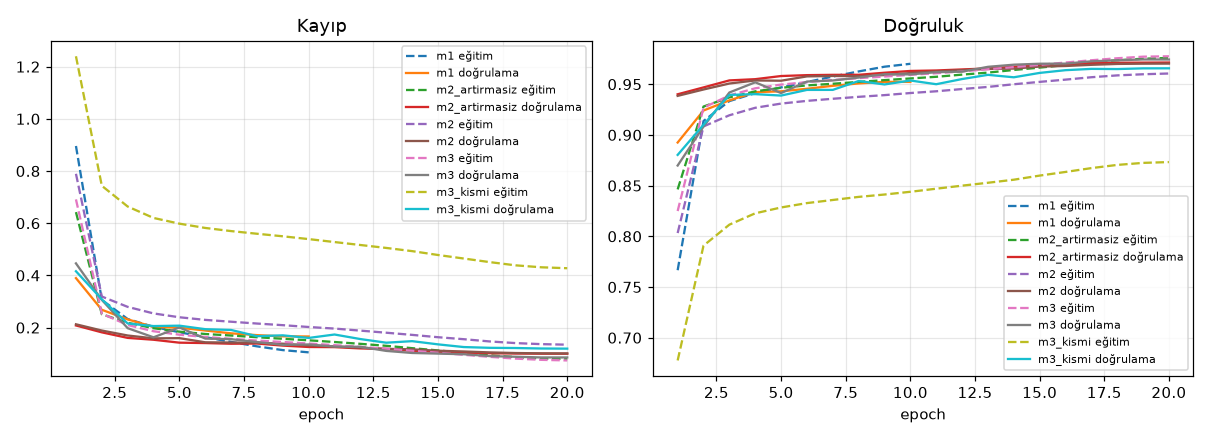 Kayıp
1.2
1.0
0.8
0.6
0.4
0.2
2.5 5.0 7.5 10.0 12.5 15.0 17.5 20.0
epoch
m1 eğitim
m1 doğrulama
m2_artirmasiz eğitim
m2_artirmasiz doğrulama
m2 eğitim
m2 doğrulama
m3 eğitim
m3 doğrulama
m3_kismi eğitim
m3_kismi doğrulama
Doğruluk
0.95
0.90
0.85
0.80
0.75
0.70
2.5 5.0 7.5 10.0 12.5 15.0 17.5 20.0
epoch
m1 eğitim
m1 doğrulama
m2_artirmasiz eğitim
m2_artirmasiz doğrulama
m2 eğitim
m2 doğrulama
m3 eğitim
m3 doğrulama
m3_kismi eğitim
m3_kismi doğrulama